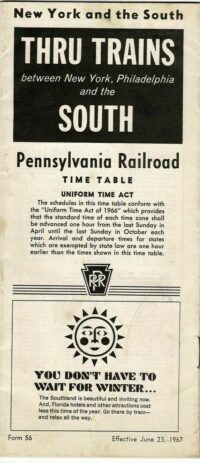 New York and the South
THRU TRAINS
between New York, Philadelphia
and the
SOUTH
Pennsylvania Railroad
TIME TABLE
UNIFORM TIME ACT
The schedules in this time table conform with
the "Uniform Time Act of 1966" which provides
that the standard time of each time zone shall
be advanced one hour from the last Sunday in
April until the last Sunday in October each
year. Arrival and departure times for states
which are exempted by state law are one hour
earlier than the times shown in this time table.
PRR
YOU DON'T HAVE TO
WAIT FOR WINTER...
The Southland is beautiful and inviting now.
And, Florida hotels and other attractions cost
less this time of the year. Go there by train—
and relax all the way.
Form 56
Effective June 23, 1967